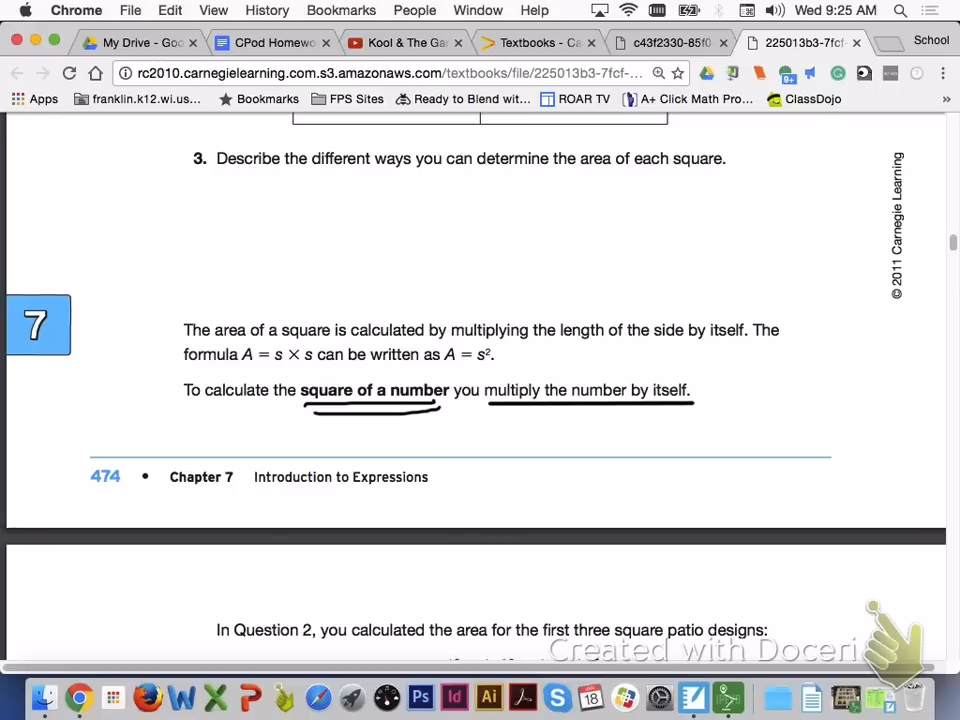 Chrome File Edit View History Bookmarks People Window Help Wed 9:25 AM
My Drive - Goo CPod Homewo Kool & The Ga Textbooks - Ca c43f2330-85f0 225013b3-7fcf- School
rc2010.carnegielearning.com.s3.amazonaws.com/textbooks/file/225013b3-7fcf-...
Apps franklin.k12.wi.us... Bookmarks FPS Sites Ready to Blend wit... ROAR TV A+ Click Math Pro... ClassDojo »
3. Describe the different ways you can determine the area of each square.
© 2011 Carnegie Learning
7
The area of a square is calculated by multiplying the length of the side by itself. The
formula A = s × s can be written as A = s².
To calculate the square of a number you multiply the number by itself.
474 • Chapter 7 Introduction to Expressions
In Question 2, you calculated the area for the first three square patio designs:
Created with Doceri